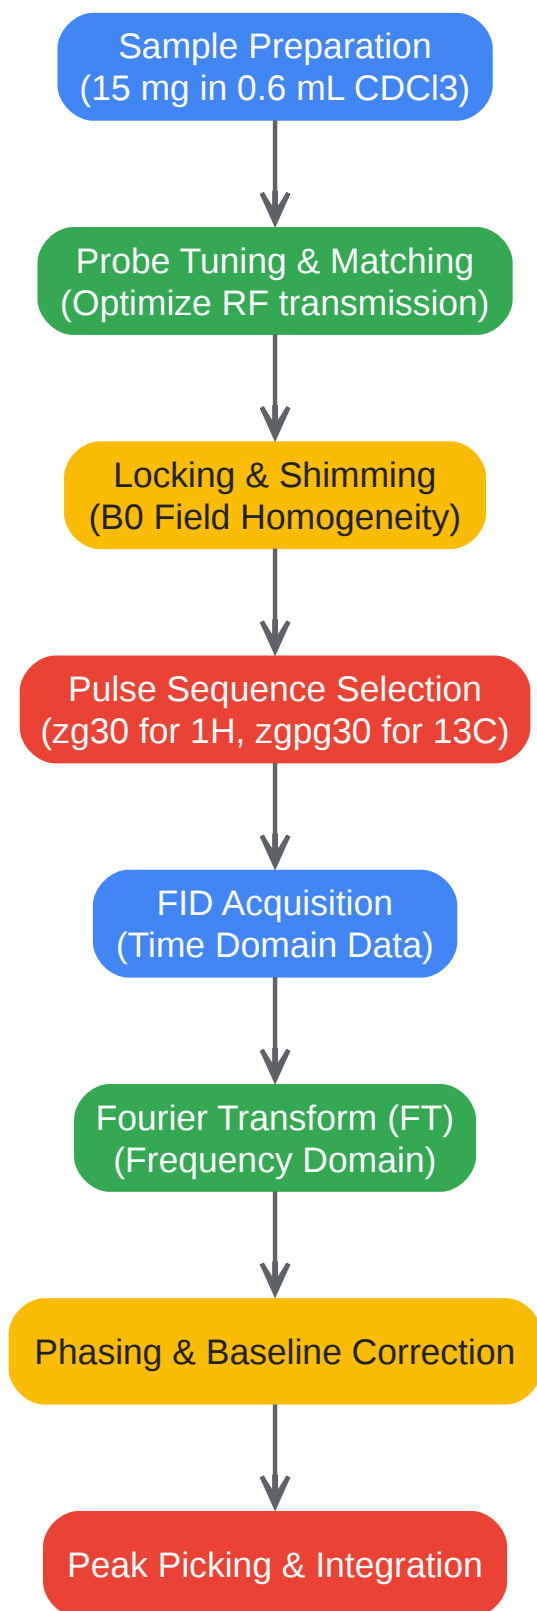 Sample Preparation
(15 mg in 0.6 mL CDCl3)
Probe Tuning & Matching
(Optimize RF transmission)
Locking & Shimming
(B0 Field Homogeneity)
Pulse Sequence Selection
(zg30 for 1H, zgpg30 for 13C)
FID Acquisition
(Time Domain Data)
Fourier Transform (FT)
(Frequency Domain)
Phasing & Baseline Correction
Peak Picking & Integration